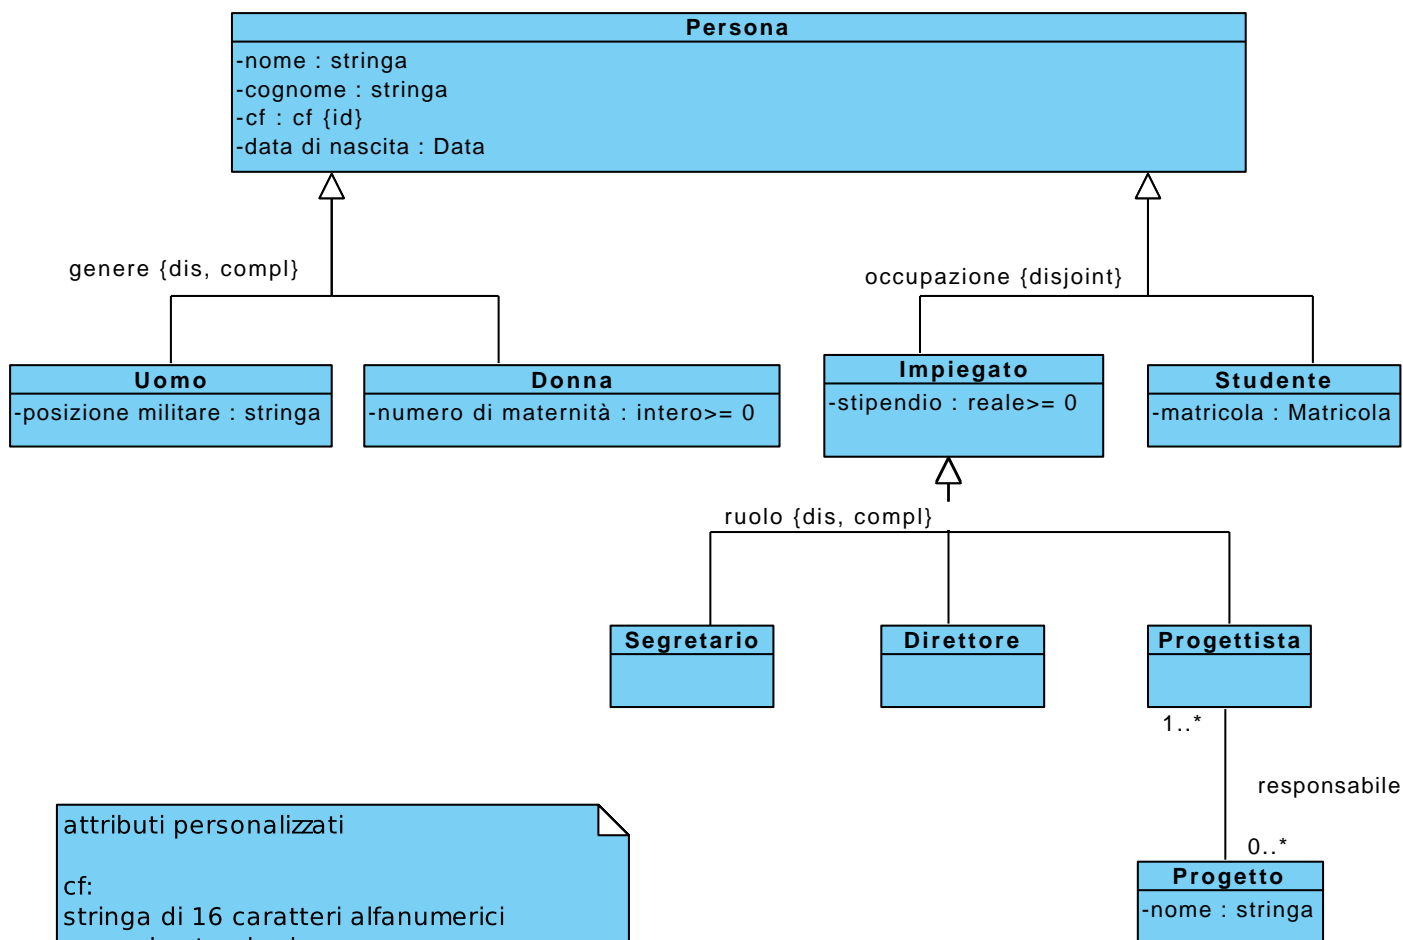 Persona
-nome : stringa
-cognome : stringa
-cf : cf {id}
-data di nascita : Data
genere {dis, compl}
occupazione {disjoint}
Uomo
-posizione militare : stringa
Donna
-numero di maternità : intero>= 0
Impiegato
-stipendio : reale>= 0
Studente
-matricola : Matricola
ruolo {dis, compl}
Segretario
Direttore
Progettista
1..*
responsabile
0..*
Progetto
-nome : stringa
attributi personalizzati
cf:
stringa di 16 caratteri alfanumerici